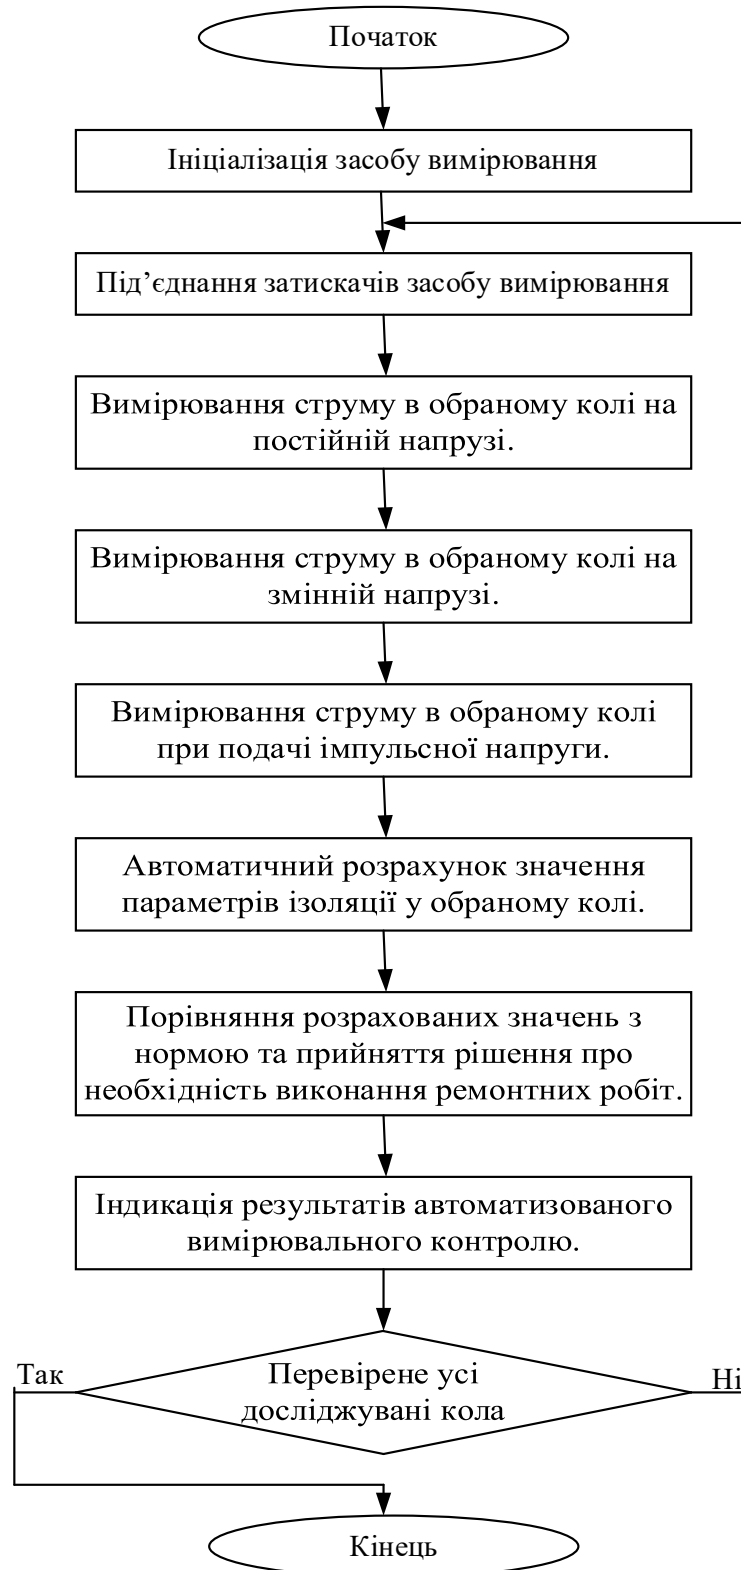 Початок
Ініціалізація засобу вимірювання
Під’єднання затискачів засобу вимірювання
Вимірювання струму в обраному колі на
постійній напрузі.
Вимірювання струму в обраному колі на
змінній напрузі.
Вимірювання струму в обраному колі
при подачі імпульсної напруги.
Автоматичний розрахунок значення
параметрів ізоляції у обраному колі.
Порівняння розрахованих значень з
нормою та прийняття рішення про
необхідність виконання ремонтних робіт.
Індикація результатів автоматизованого
вимірювального контролю.
Так
Перевірене усі
досліджувані кола
Ні
Кінець